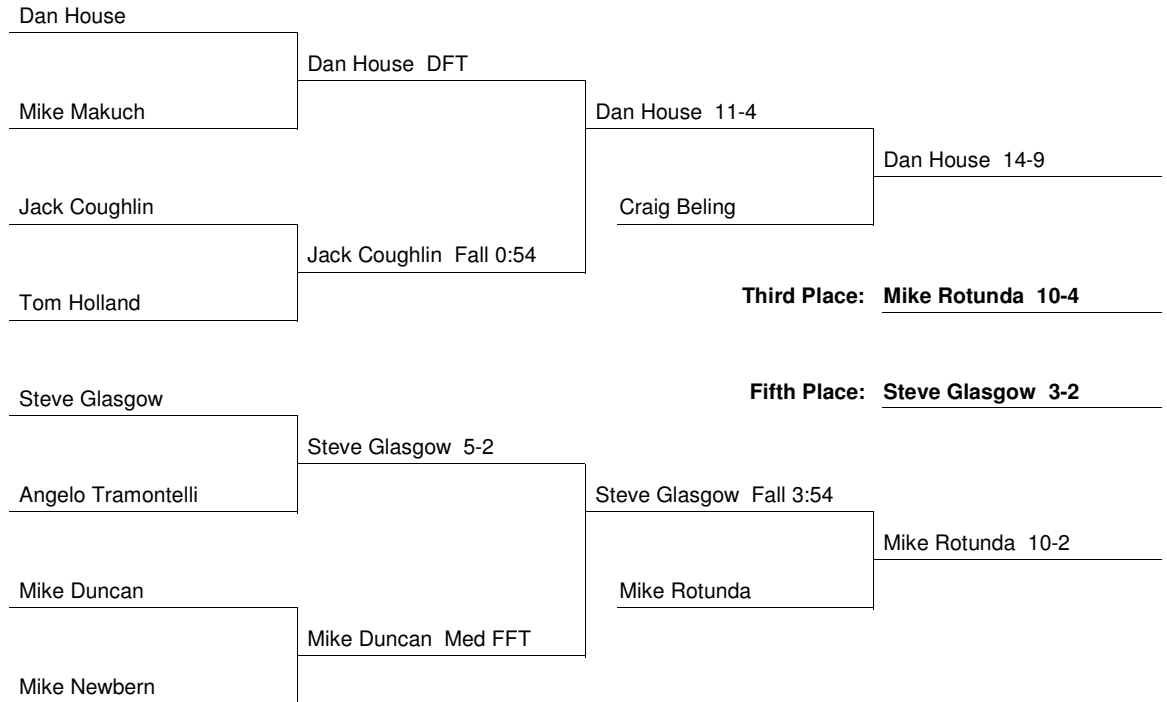 Dan House
Dan House DFT
Mike Makuch
Dan House 11-4
Dan House 14-9
Jack Coughlin
Craig Beling
Jack Coughlin Fall 0:54
Third Place: Mike Rotunda 10-4
Tom Holland
Fifth Place: Steve Glasgow 3-2
Steve Glasgow
Steve Glasgow 5-2
Angelo Tramontelli
Steve Glasgow Fall 3:54
Mike Rotunda 10-2
Mike Duncan
Mike Rotunda
Mike Duncan Med FFT
Mike Newbern